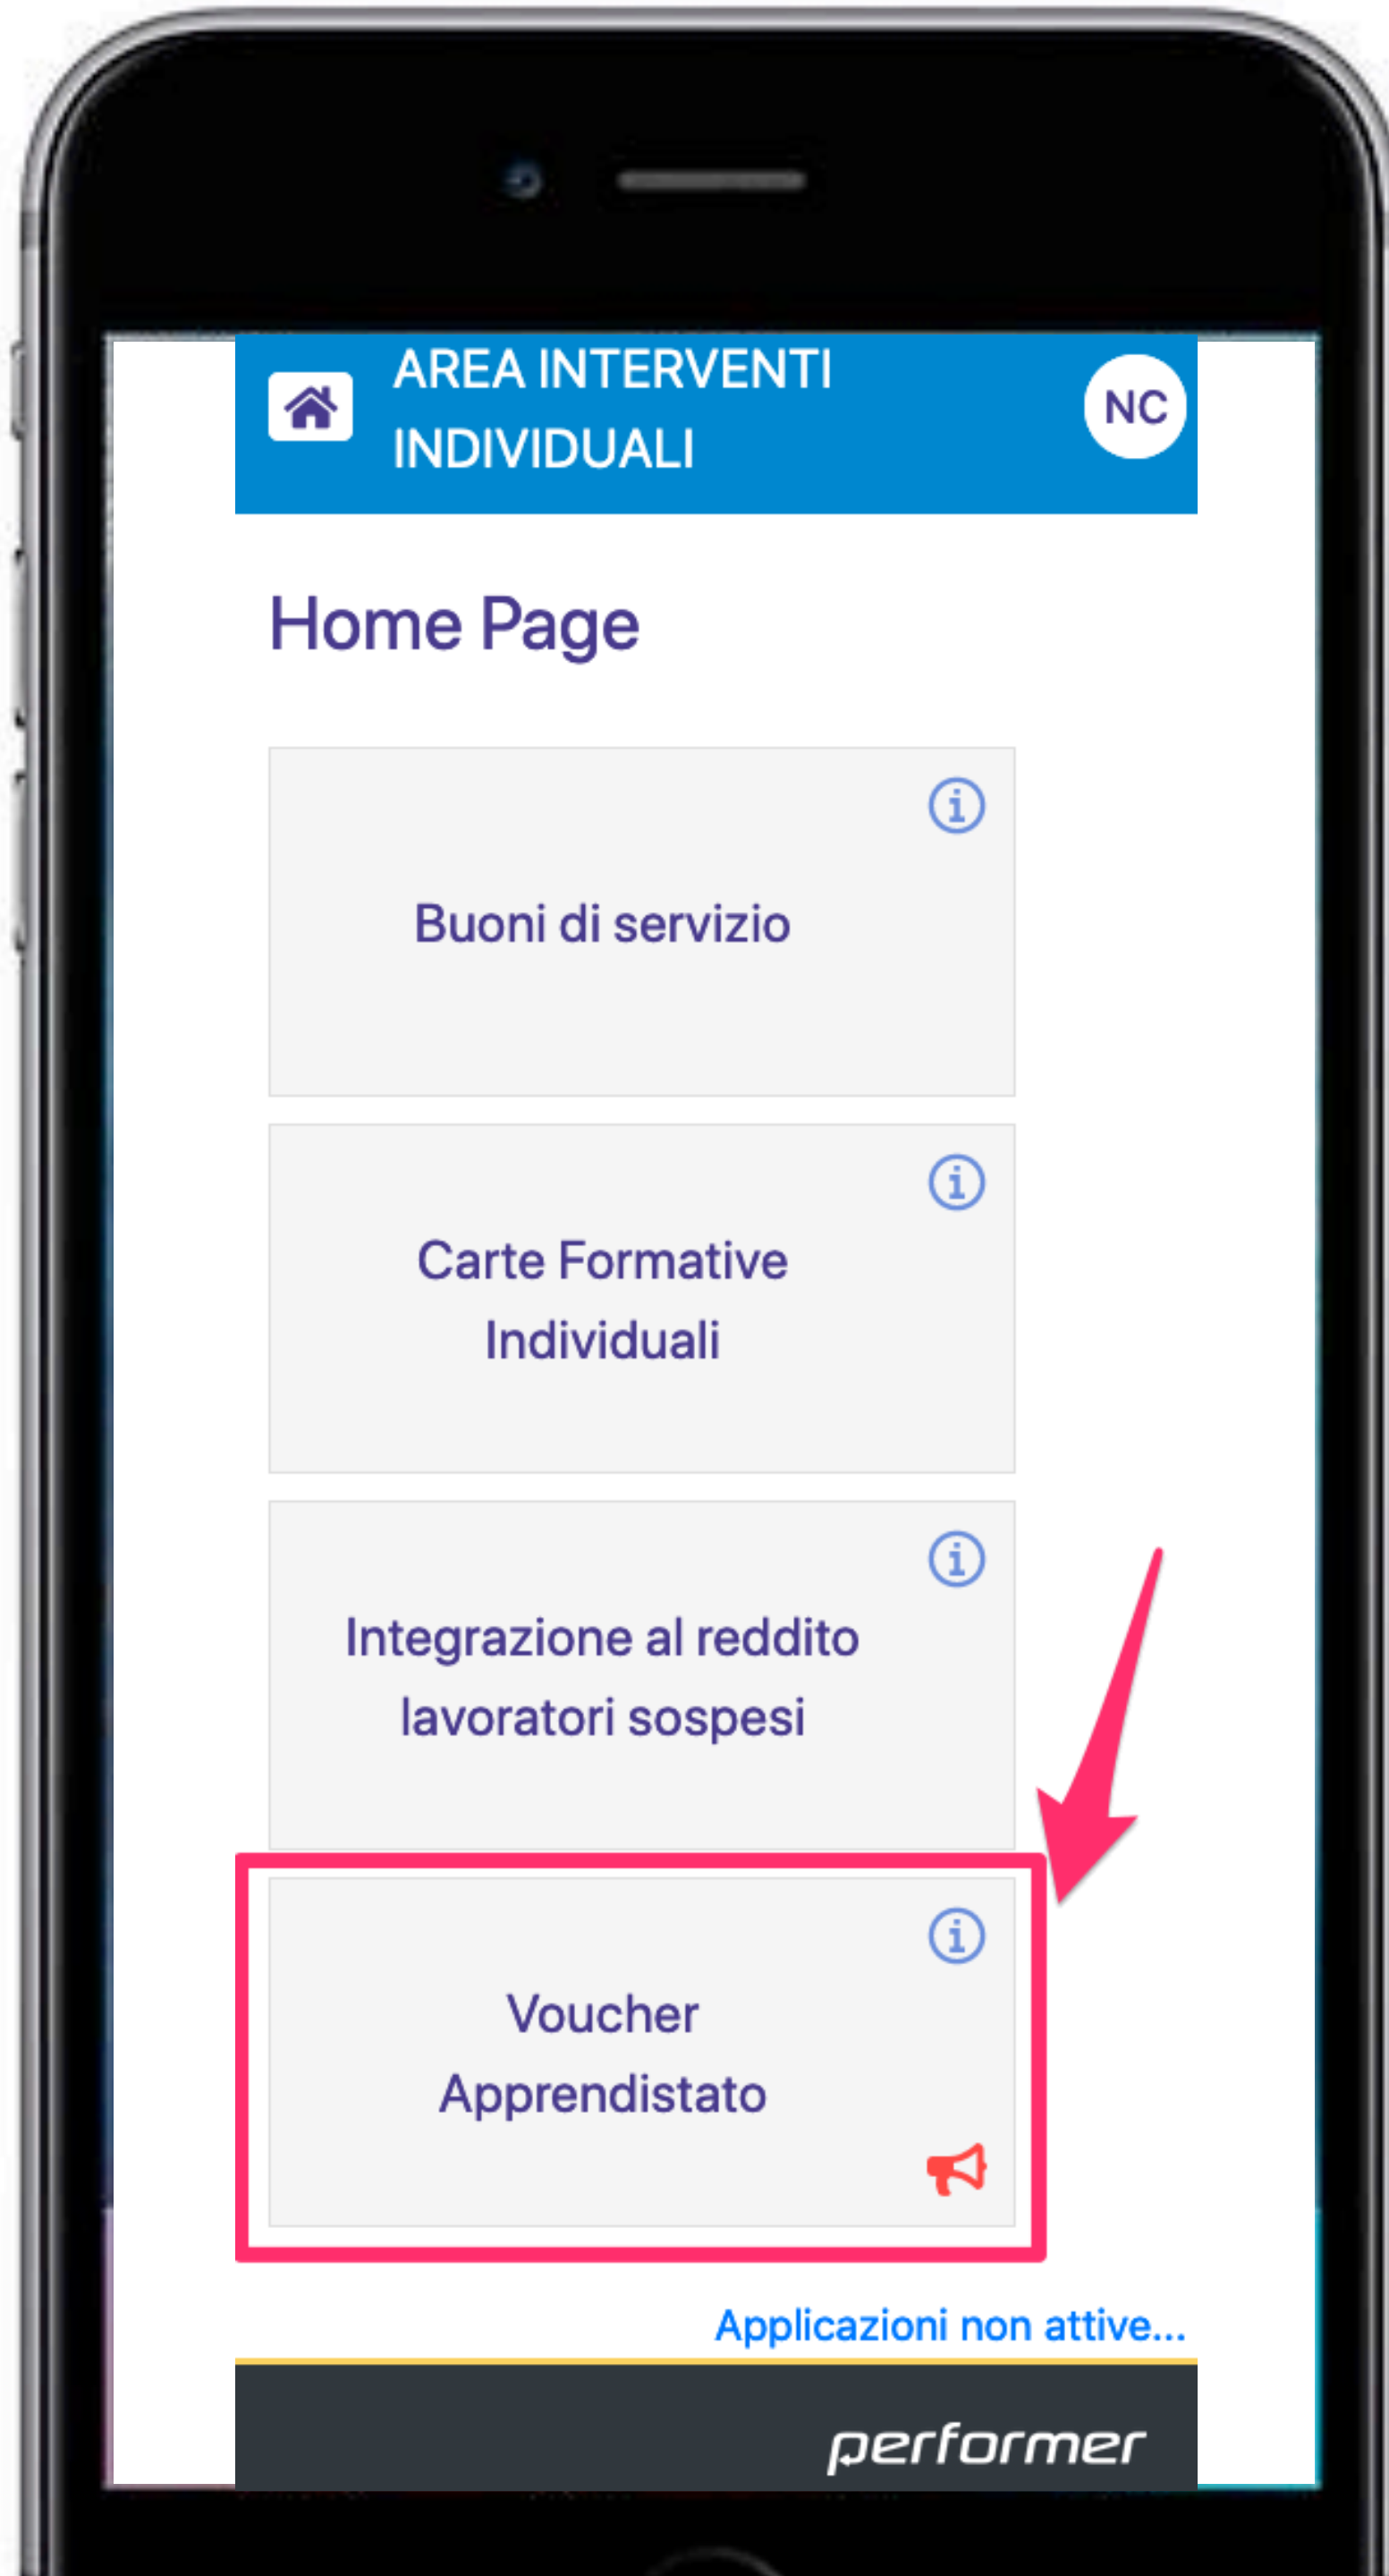 AREA INTERVENTI
INDIVIDUALI
NC
Home Page
Buoni di servizio
Carte Formative
Individuali
Integrazione al reddito
lavoratori sospesi
Voucher
Apprendistato
Applicazioni non attive...
performer